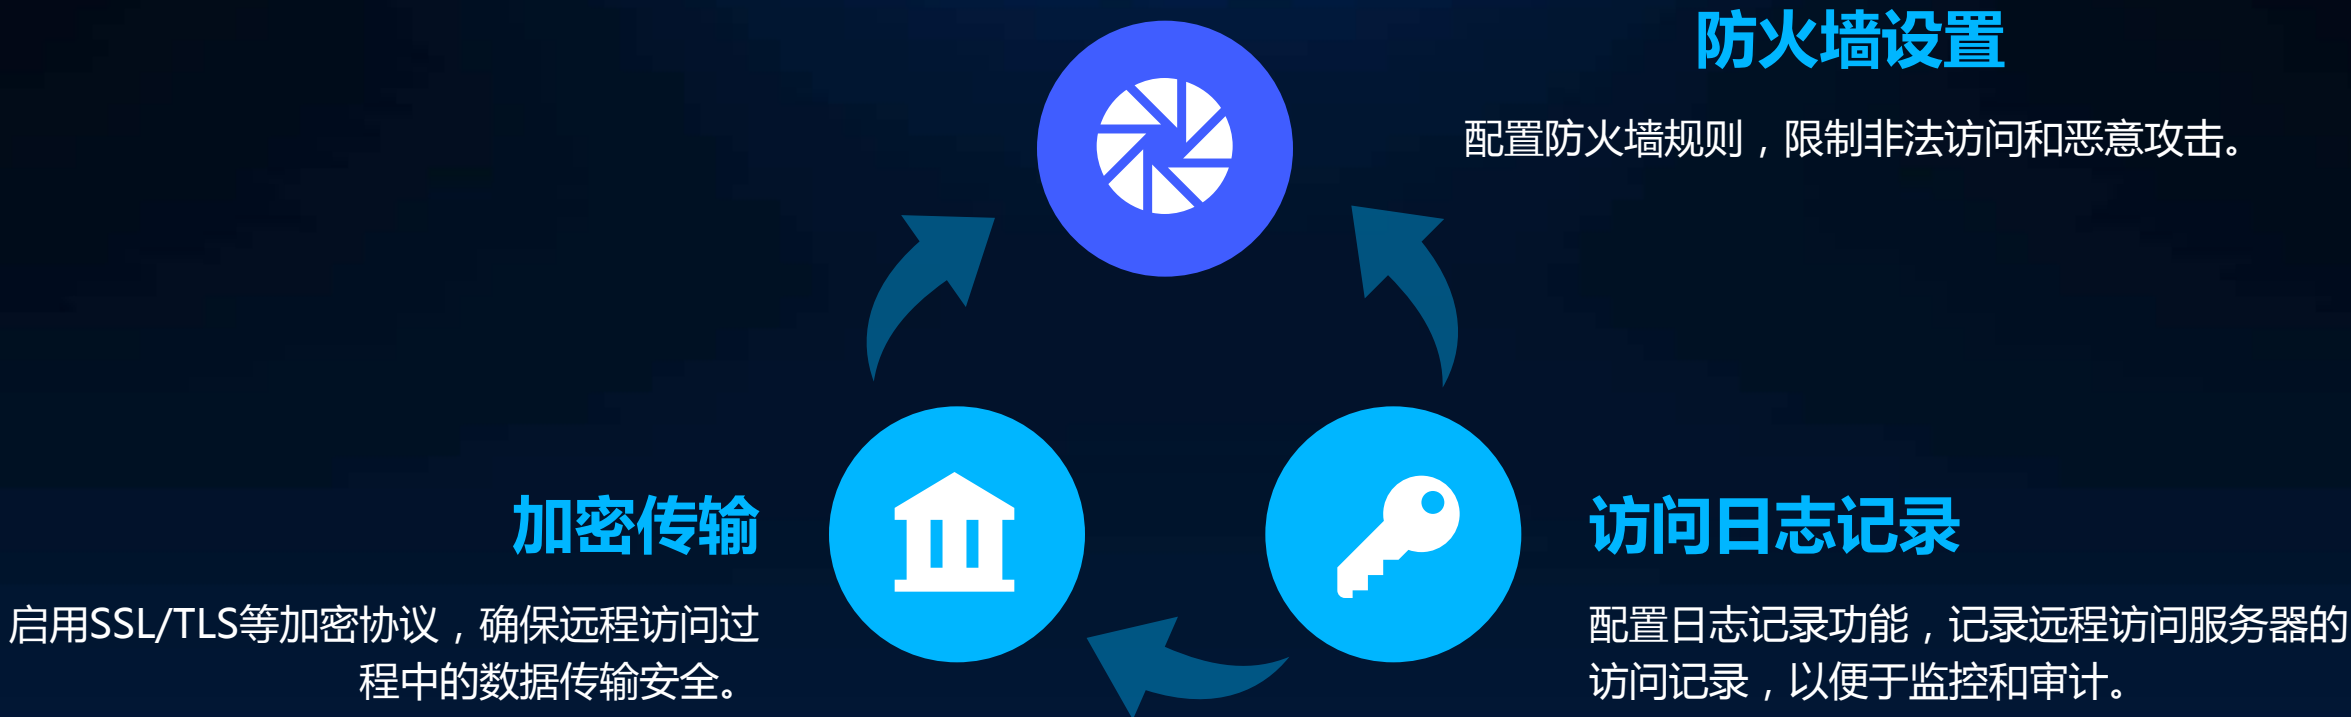 防火墙设置
配置防火墙规则，限制非法访问和恶意攻击。
加密传输
启用SSL/TLS等加密协议，确保远程访问过
程中的数据传输安全。
访问日志记录
配置日志记录功能，记录远程访问服务器的
访问记录，以便于监控和审计。